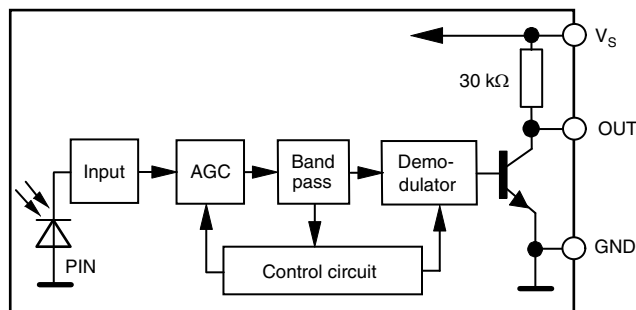 V_S
30 kΩ
OUT
Input
AGC
Band
pass
Demo-
dulator
GND
PIN
Control circuit